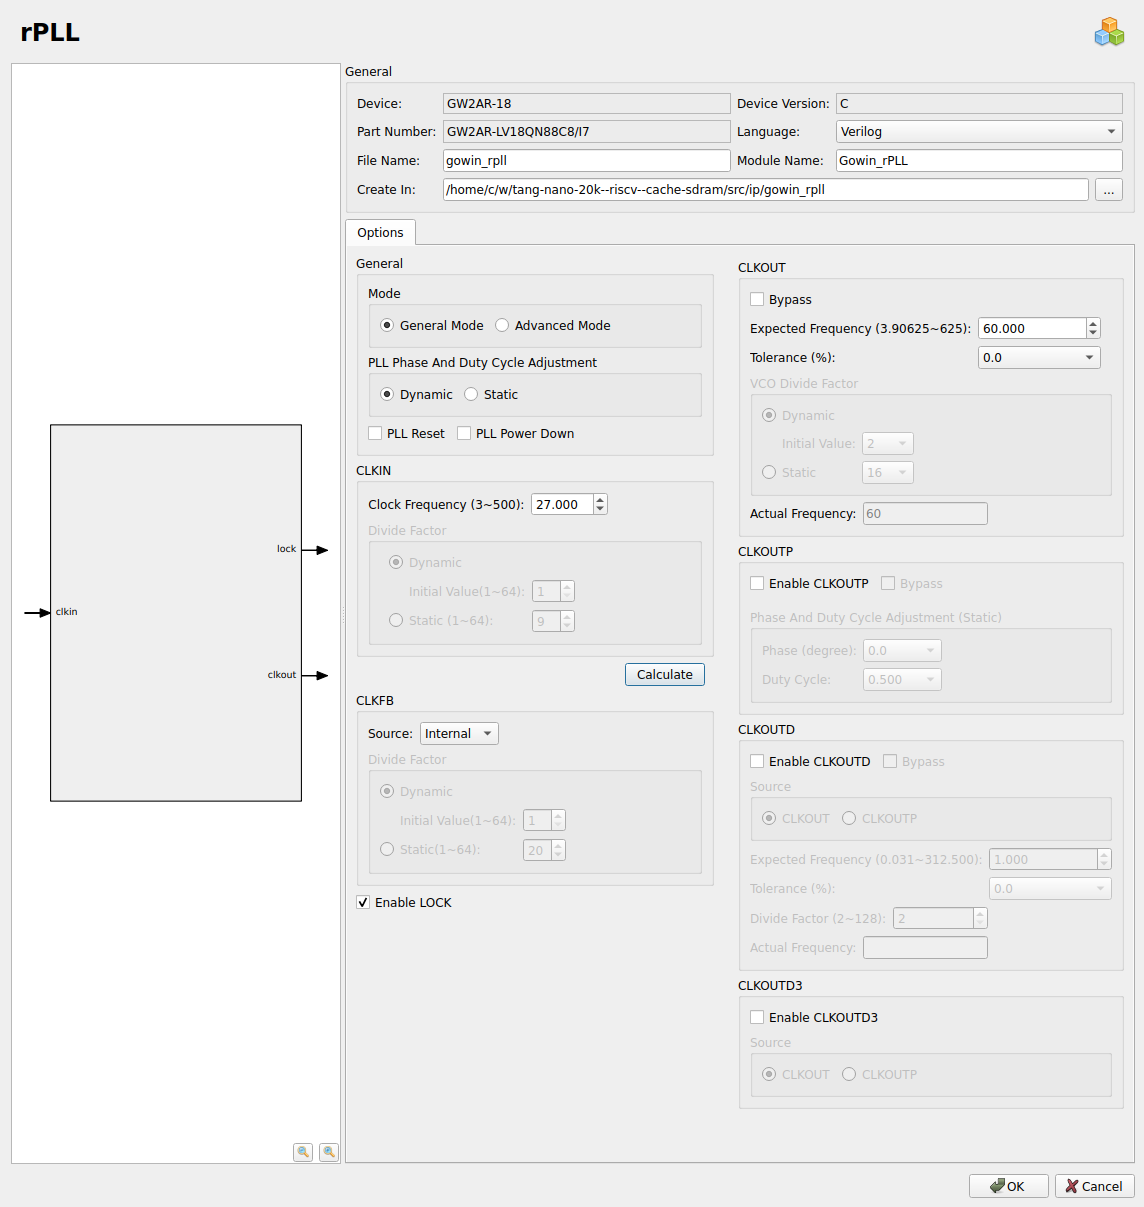 rPLL
General
Device: GW2AR-18 Device Version: C
Part Number: GW2AR-LV18QN88C8/I7 Language: Verilog
File Name: gowin_rpll Module Name: Gowin_rPLL
Create In: /home/c/w/tang-nano-20k--riscv--cache-sdram/src/ip/gowin_rpll ...
Options
General
Mode
General Mode Advanced Mode
PLL Phase And Duty Cycle Adjustment
Dynamic Static
PLL Reset PLL Power Down
CLKIN
Clock Frequency (3~500): 27.000
Divide Factor
Dynamic
Initial Value(1~64): 1
Static (1~64): 9
Calculate
CLKFB
Source: Internal
Divide Factor
Dynamic
Initial Value(1~64): 1
Static(1~64): 20
Enable LOCK
CLKOUT
Bypass
Expected Frequency (3.90625~625): 60.000
Tolerance (%): 0.0
VCO Divide Factor
Dynamic
Initial Value: 2
Static 16
Actual Frequency: 60
CLKOUTP
Enable CLKOUTP Bypass
Phase And Duty Cycle Adjustment (Static)
Phase (degree): 0.0
Duty Cycle: 0.500
CLKOUTD
Enable CLKOUTD Bypass
Source
CLKOUT CLKOUTP
Expected Frequency (0.031~312.500): 1.000
Tolerance (%): 0.0
Divide Factor (2~128): 2
Actual Frequency:
CLKOUTD3
Enable CLKOUTD3
Source
CLKOUT CLKOUTP
lock
clkin
clkout
OK Cancel